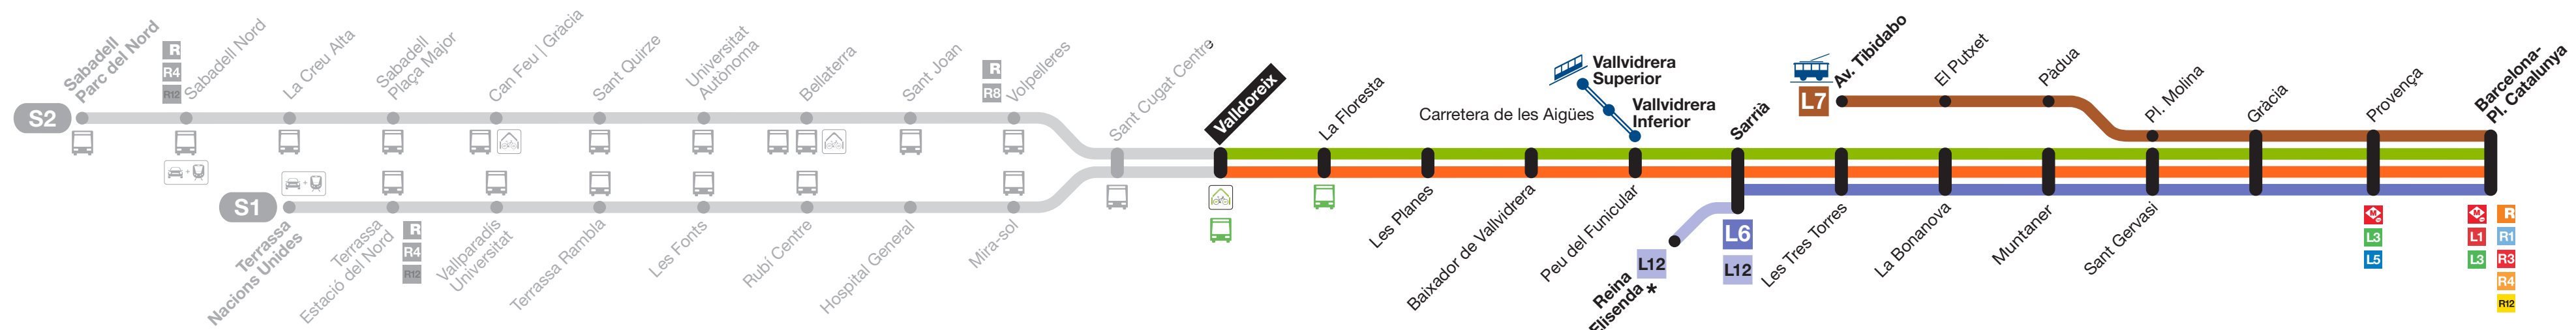 S2
Sabadell
Parc del Nord
R
R4
R12
Sabadell Nord
La Creu Alta
Sabadell
Plaça Major
Can Feu | Gràcia
Sant Quirze
Universitat
Autònoma
Bellaterra
Sant Joan
R
R8
Volpelleres
Sant Cugat Centre
Valldoreix
La Floresta
Carretera de les Aigües
Vallvidrera
Superior
Vallvidrera
Inferior
Sarrià
L7
Av. Tibidabo
El Putxet
Pàdua
Pl. Molina
Gràcia
Provença
Barcelona-
Pl. Catalunya
S1
Terrassa
Nacions Unides
Terrassa
Estació del Nord
R
R4
R12
Vallparadís
Universitat
Terrassa Rambla
Les Fonts
Rubí Centre
Hospital General
Mira-sol
Les Planes
Baixador de Vallvidrera
Peu del Funicular
Reina
Elisenda *
L12
L6
L12
Les Tres Torres
La Bonanova
Muntaner
Sant Gervasi
M
L3
L5
M
L1
L3
R
R1
R3
R4
R12